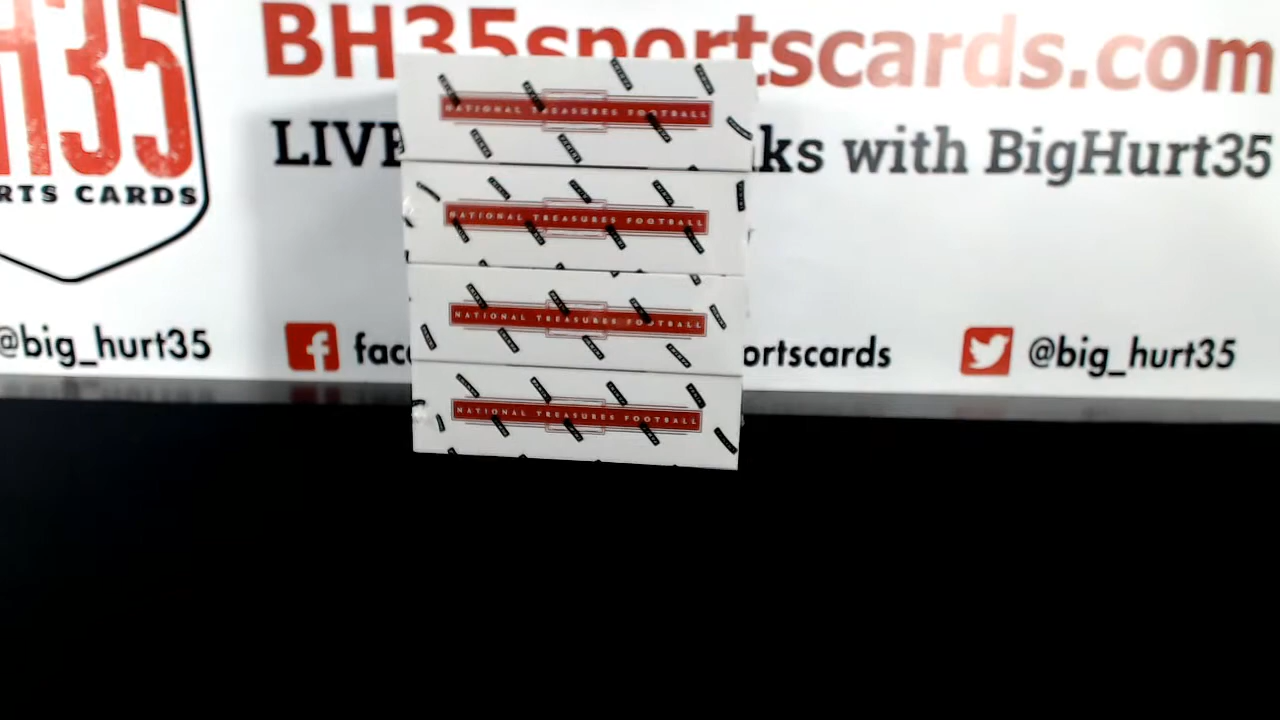 BH35sportscards.com
H35
RTS CARDS
LIVE ks with BigHurt35
NATIONAL TREASURES FOOTBALL
NATIONAL TREASURES FOOTBALL
NATIONAL TREASURES FOOTBALL
NATIONAL TREASURES FOOTBALL
@big_hurt35
f fac ortscards
@big_hurt35